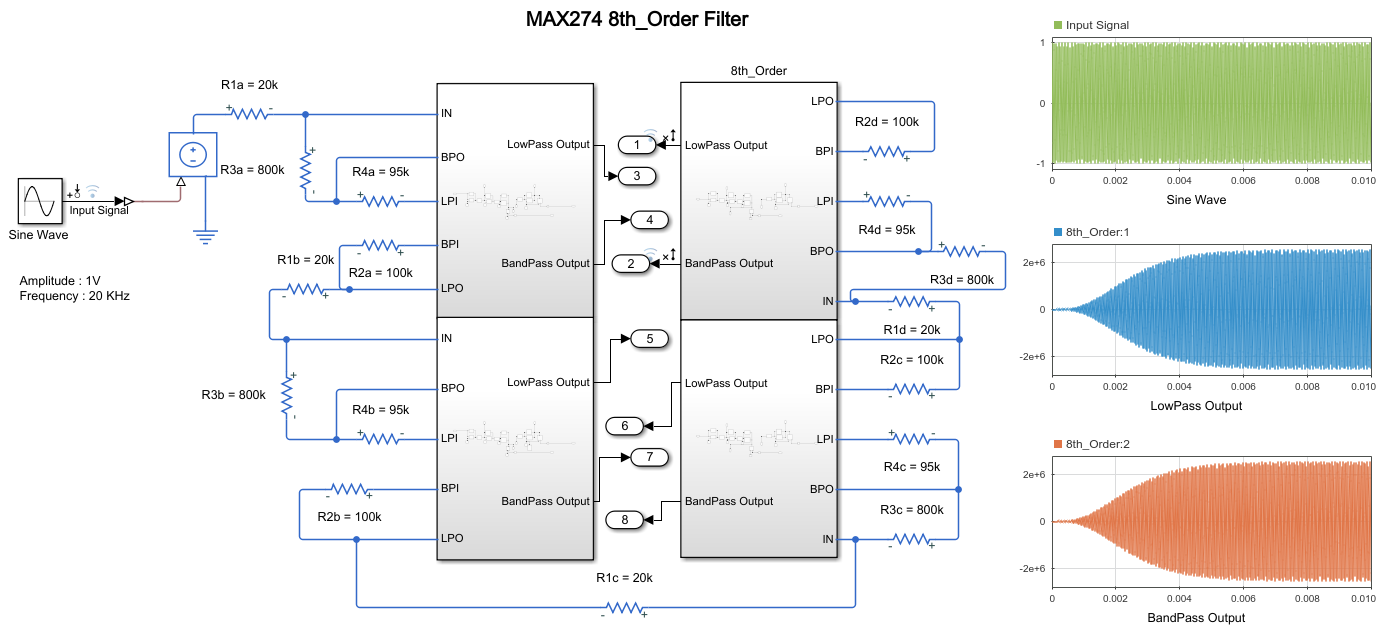 MAX274 8th_Order Filter
R1a = 20k
+
-
IN
BPO
LPI
BPI
LPO
LowPass Output
BandPass Output
R3a = 800k
+
-
R4a = 95k
+
-
Input Signal
Sine Wave
Amplitude : 1V
Frequency : 20 KHz
R1b = 20k
-
+
R2a = 100k
-
+
IN
BPO
LPI
BPI
LPO
LowPass Output
BandPass Output
R3b = 800k
+
-
R4b = 95k
+
-
R2b = 100k
-
+
R1c = 20k
-
+
1
3
4
2
5
6
7
8
8th_Order
LowPass Output
BandPass Output
LPO
BPI
LPI
BPO
IN
R2d = 100k
-
+
R4d = 95k
+
-
R3d = 800k
+
-
R1d = 20k
-
+
LowPass Output
BandPass Output
LPO
BPI
LPI
BPO
IN
R2c = 100k
-
+
R4c = 95k
+
-
R3c = 800k
-
+
Input Signal
1
0
-1
0 0.002 0.004 0.006 0.008 0.010
Sine Wave
8th_Order:1
2e+6
0
-2e+6
0 0.002 0.004 0.006 0.008 0.010
LowPass Output
8th_Order:2
2e+6
0
-2e+6
0 0.002 0.004 0.006 0.008 0.010
BandPass Output